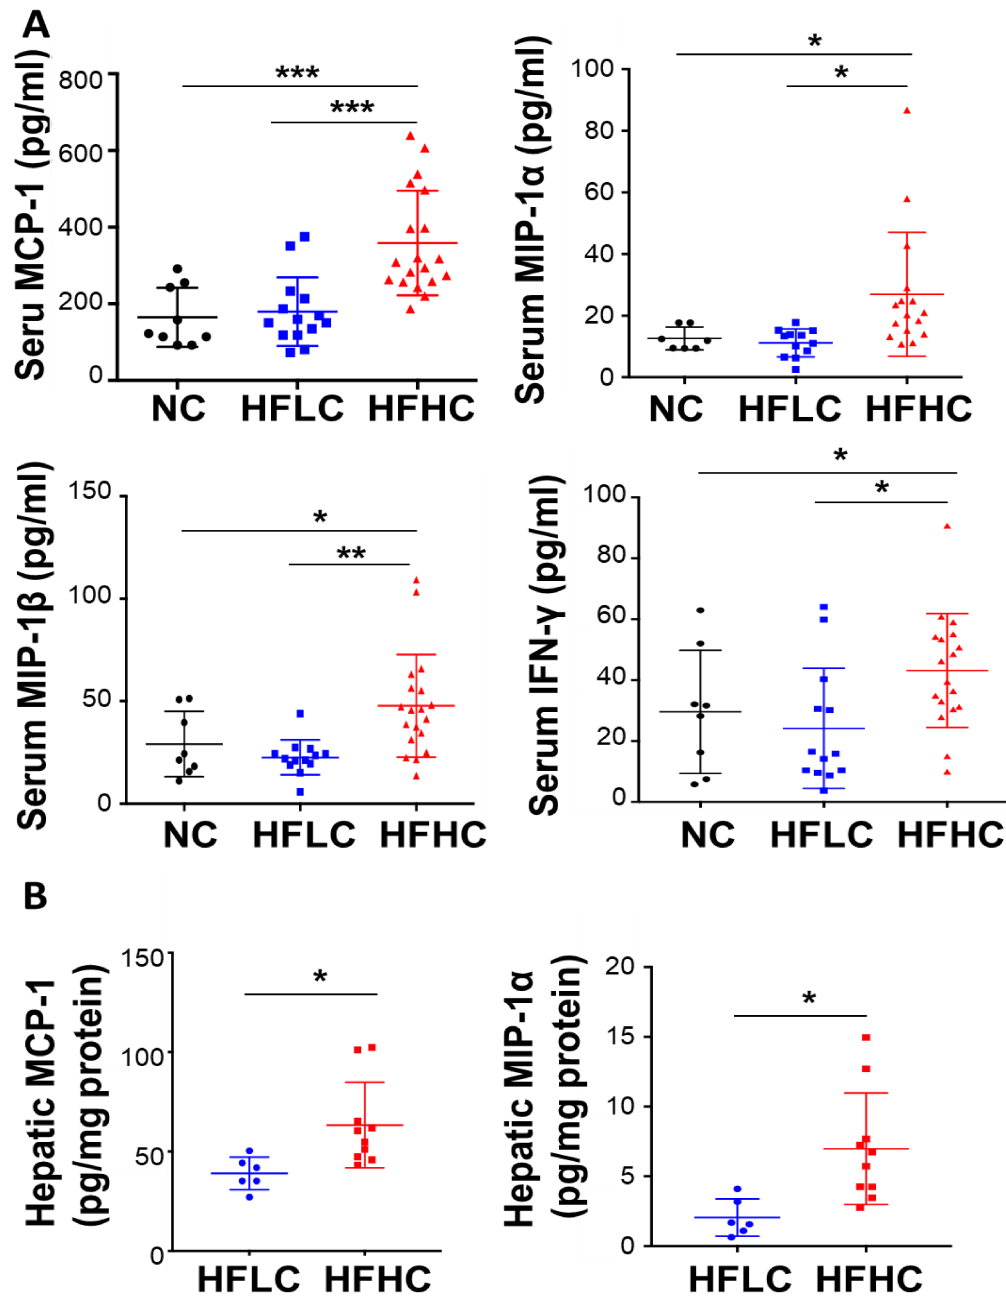 A
Seru MCP-1 (pg/ml)
800
600
400
200
0
***
***
NC HFLC HFHC
Serum MIP-1α (pg/ml)
100
80
60
40
20
0
*
*
NC HFLC HFHC
Serum MIP-1β (pg/ml)
150
100
50
0
*
**
NC HFLC HFHC
Serum IFN-γ (pg/ml)
100
80
60
40
20
0
*
*
NC HFLC HFHC
B
Hepatic MCP-1
(pg/mg protein)
150
100
50
0
*
HFLC HFHC
Hepatic MIP-1α
(pg/mg protein)
20
15
10
5
0
*
HFLC HFHC